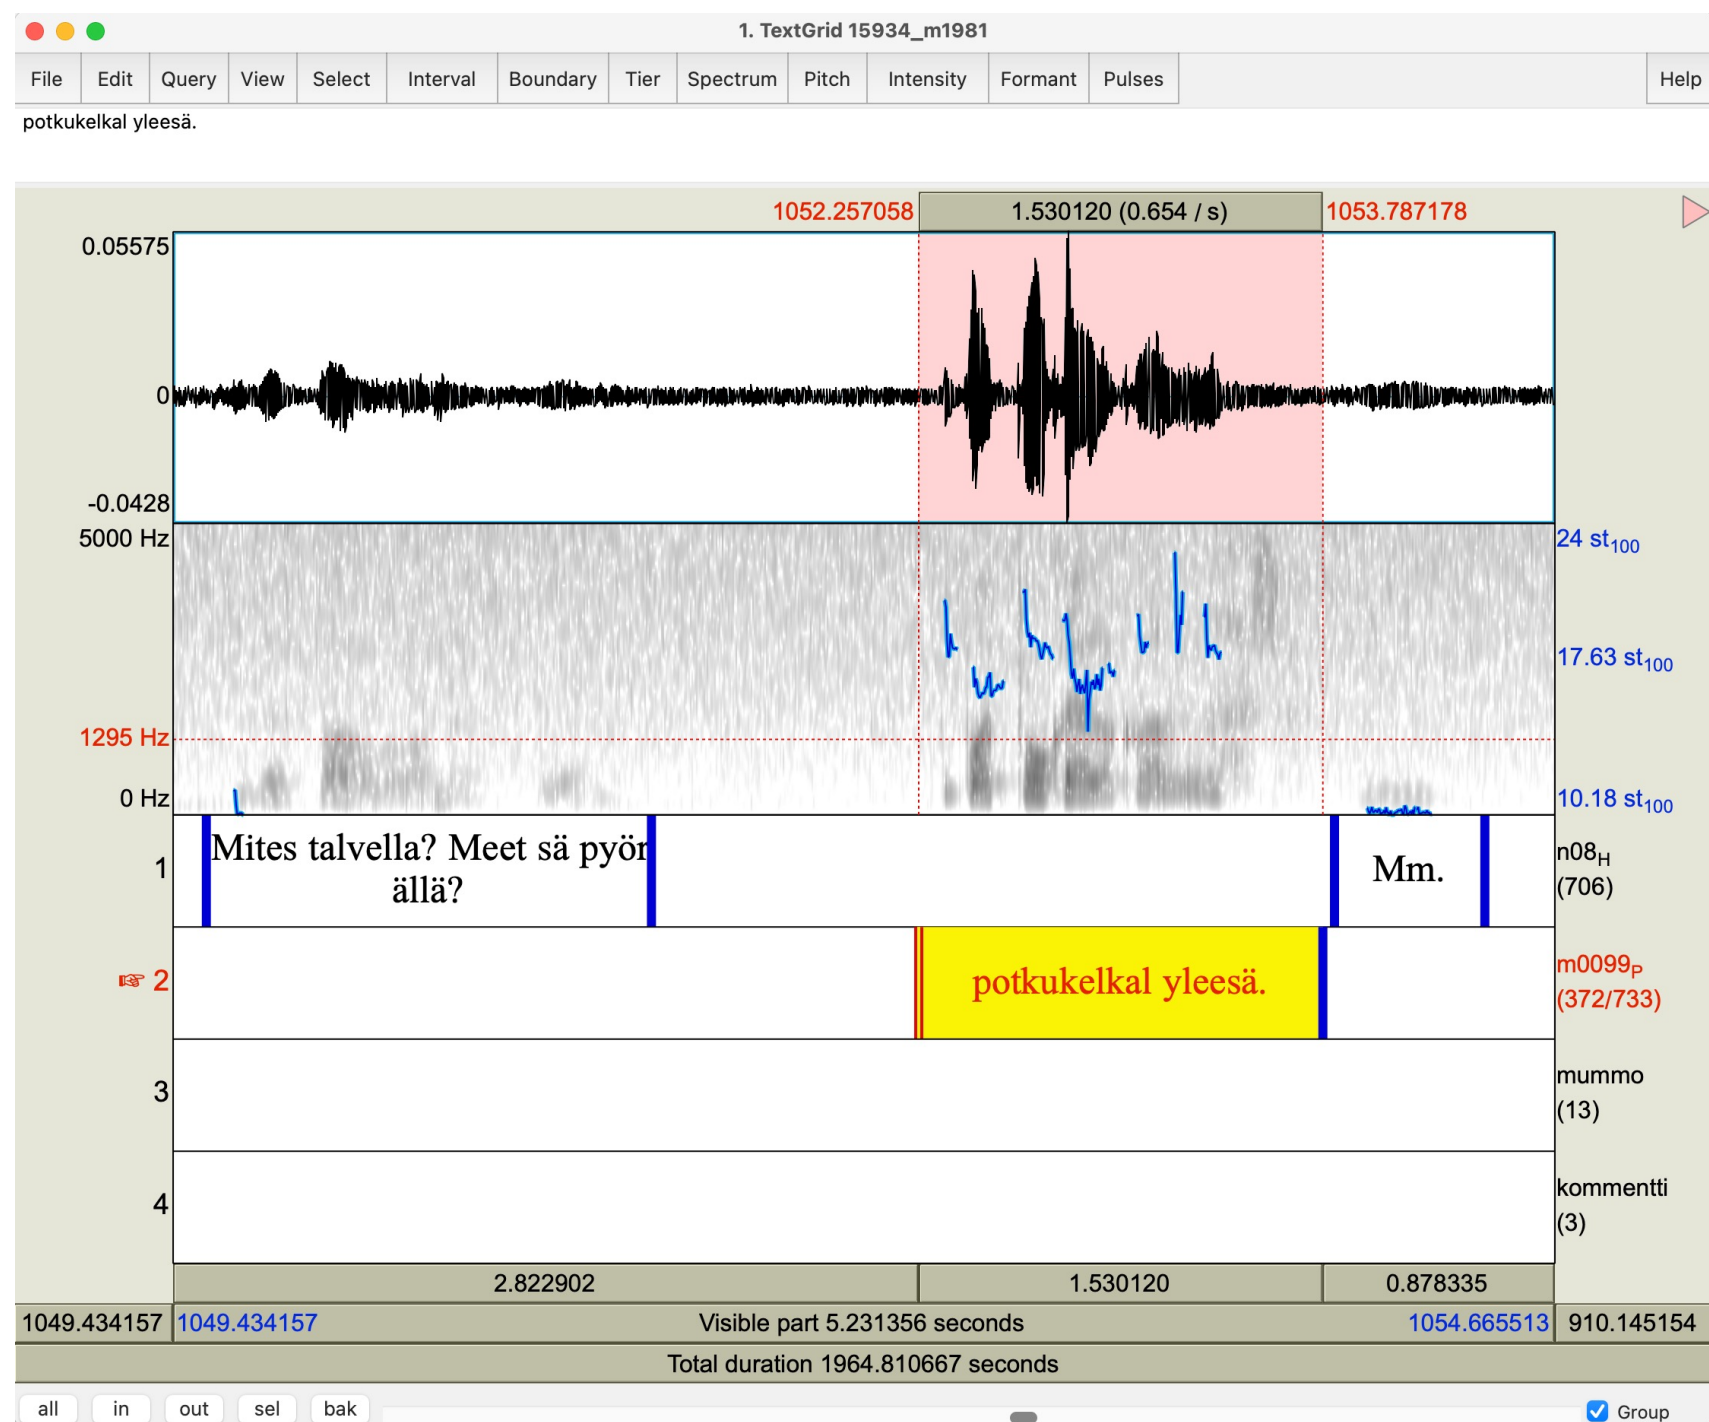 1. TextGrid 15934_m1981
File Edit Query View Select Interval Boundary Tier Spectrum Pitch Intensity Formant Pulses Help
potkukelkal yleesä.
1052.257058 1.530120 (0.654 / s) 1053.787178
0.05575
0
-0.0428
5000 Hz 24 st100
17.63 st100
1295 Hz
0 Hz 10.18 st100
Mites talvella? Meet sä pyör
ällä?
1 Mm. n08H
(706)
☞ 2 potkukelkal yleesä. m0099P
(372/733)
3 mummo
(13)
4 kommentti
(3)
2.822902 1.530120 0.878335
1049.434157 1049.434157 Visible part 5.231356 seconds 1054.665513 910.145154
Total duration 1964.810667 seconds
all in out sel bak Group